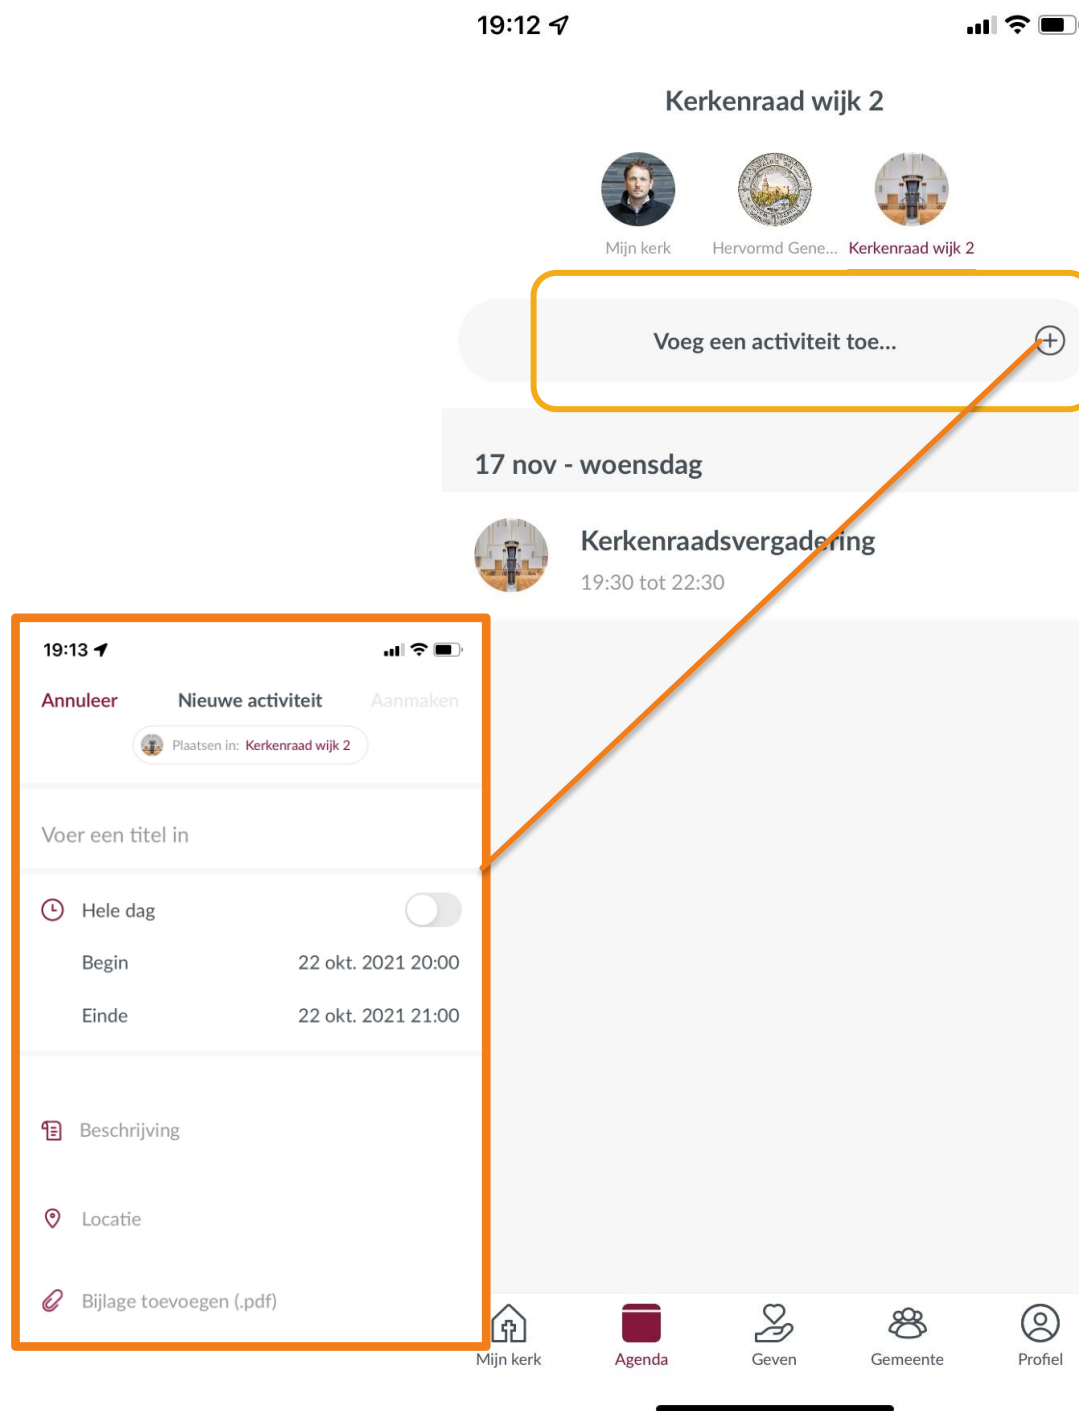 19:12
Kerkenraad wijk 2
Mijn kerk
Hervormd Gene...
Kerkenraad wijk 2
Voeg een activiteit toe...
17 nov - woensdag
Kerkenraadsvergadering
19:30 tot 22:30
19:13
Annuleer
Nieuwe activiteit
Aanmaken
Plaatsen in: Kerkenraad wijk 2
Voer een titel in
Hele dag
Begin 22 okt. 2021 20:00
Einde 22 okt. 2021 21:00
Beschrijving
Locatie
Bijlage toevoegen (.pdf)
Mijn kerk
Agenda
Geven
Gemeente
Profiel